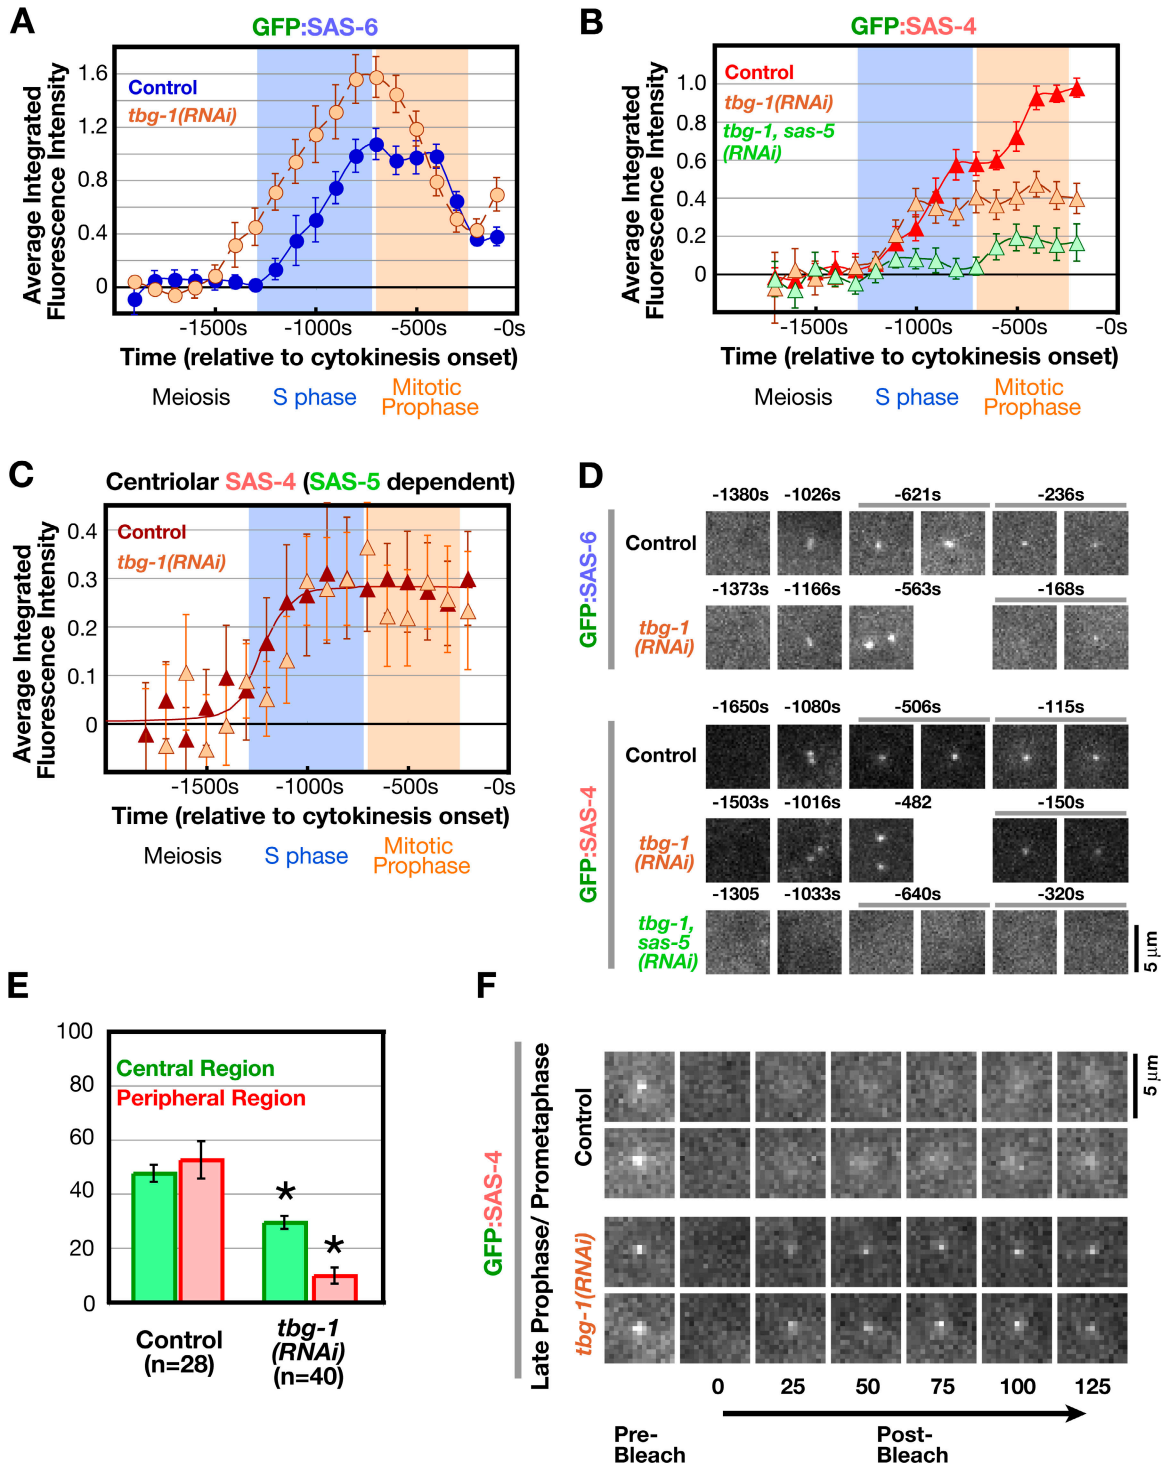 A
GFP:SAS-6
Average Integrated
Fluorescence Intensity
1.6
1.2
0.8
0.4
0
Control
tbg-1(RNAi)
-1500s
-1000s
-500s
-0s
Time (relative to cytokinesis onset)
Meiosis
S phase
Mitotic
Prophase
B
GFP:SAS-4
Average Integrated
Fluorescence Intensity
1.0
0.8
0.6
0.4
0.2
0
Control
tbg-1(RNAi)
tbg-1, sas-5
(RNAi)
-1500s
-1000s
-500s
-0s
Time (relative to cytokinesis onset)
Meiosis
S phase
Mitotic
Prophase
C
Centriolar SAS-4 (SAS-5 dependent)
Average Integrated
Fluorescence Intensity
0.4
0.3
0.2
0.1
0
Control
tbg-1(RNAi)
-1500s
-1000s
-500s
-0s
Time (relative to cytokinesis onset)
Meiosis
S phase
Mitotic
Prophase
D
GFP:SAS-6
-1380s
-1026s
-621s
-236s
Control
-1373s
-1166s
-563s
-168s
tbg-1
(RNAi)
GFP:SAS-4
-1650s
-1080s
-506s
-115s
Control
-1503s
-1016s
-482
-150s
tbg-1
(RNAi)
-1305
-1033s
-640s
-320s
tbg-1,
sas-5
(RNAi)
5 μm
E
100
80
60
40
20
0
Central Region
Peripheral Region
*
*
Control
(n=28)
tbg-1
(RNAi)
(n=40)
F
GFP:SAS-4
Late Prophase/ Prometaphase
Control
tbg-1(RNAi)
5 μm
0
25
50
75
100
125
Pre-
Bleach
Post-
Bleach